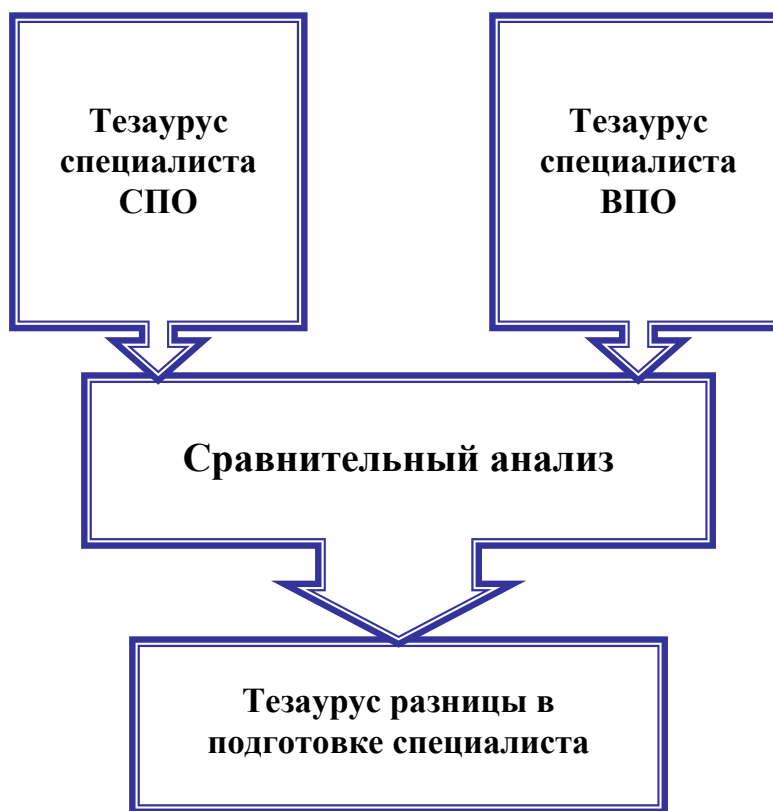 Тезаурус
специалиста
СПО
Тезаурус
специалиста
ВПО
Сравнительный анализ
Тезаурус разницы в
подготовке специалиста